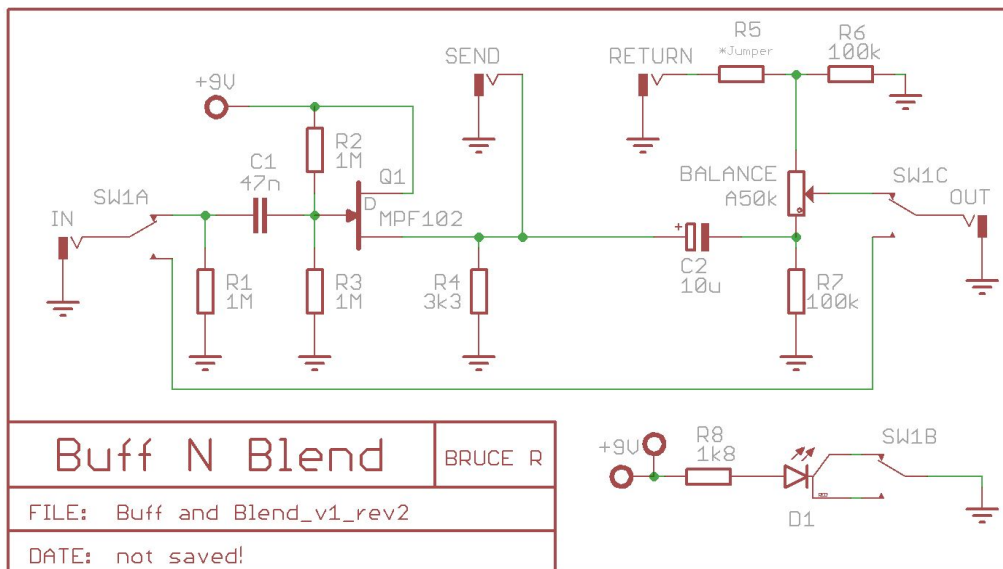 SEND
RETURN
R5
*Jumper
R6
100k
+9V
R2
1M
C1
47n
Q1
D
MPF102
SW1A
IN
BALANCE
A50k
SW1C
OUT
+
C2
10u
R1
1M
R3
1M
R4
3k3
R7
100k
Buff N Blend
BRUCE R
FILE: Buff and Blend_v1_rev2
DATE: not saved!
+9V
R8
1k8
D1
SW1B